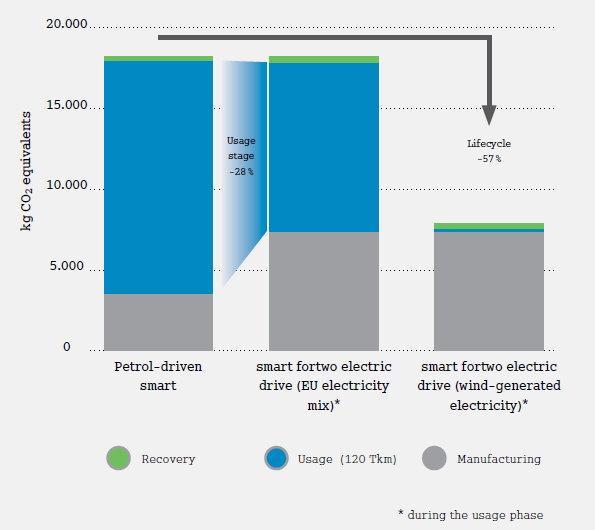 20.000
15.000
10.000
5.000
0
kg CO₂ equivalents
Usage
stage
-28 %
Lifecycle
-57 %
Petrol-driven
smart
smart fortwo electric
drive (EU electricity
mix)*
smart fortwo electric
drive (wind-generated
electricity)*
Recovery
Usage (120 Tkm)
Manufacturing
* during the usage phase